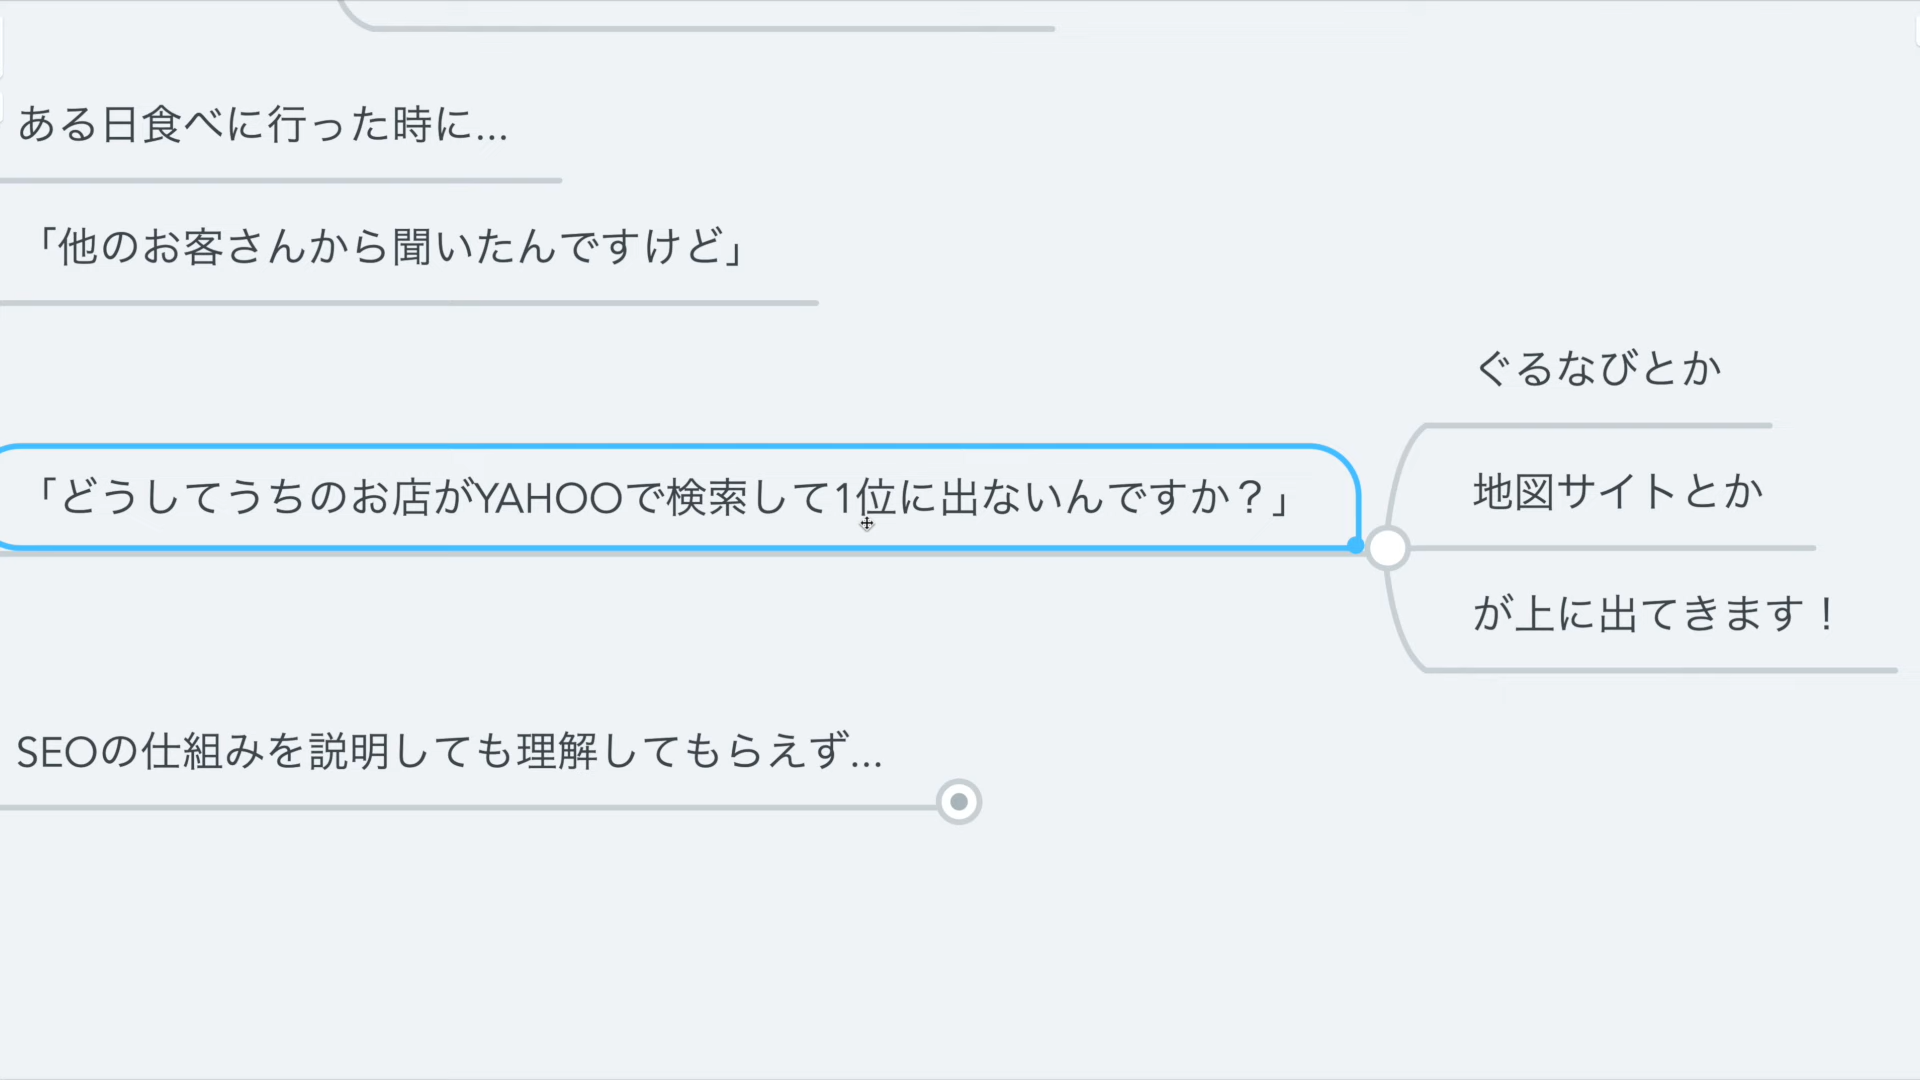 ある日食べに行った時に...
「他のお客さんから聞いたんですけど」
「どうしてうちのお店がYAHOOで検索して1位に出ないんですか？」
ぐるなびとか
地図サイトとか
が上に出てきます！
SEOの仕組みを説明しても理解してもらえず...